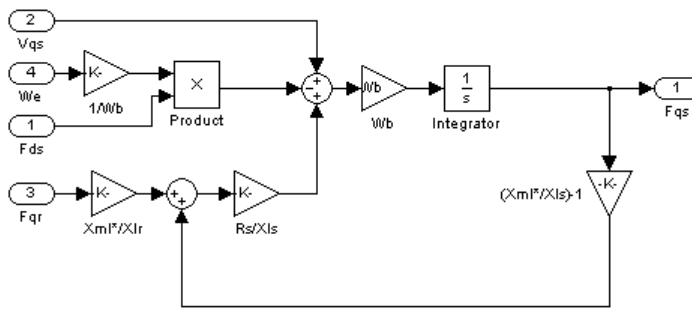 2
Vqs
4
We
K-
1/Wb
X
Product
1
Fds
3
Fqr
K-
Xml*/Xlr
+
+
K-
Rs/Xls
+
-
+
Wb
Wb
1
s
Integrator
1
Fqs
-K-
(Xml*/Xls)-1